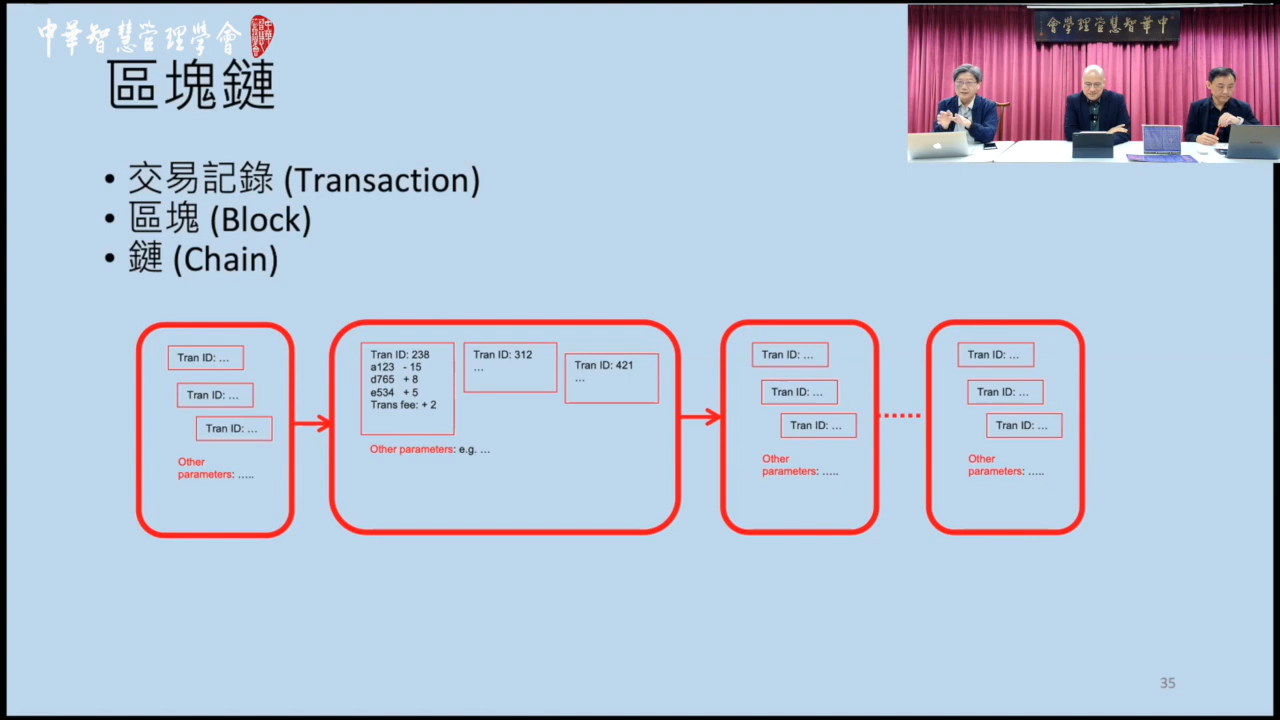 中華智慧管理學會
會學理管慧智華中
區塊鏈
• 交易記錄 (Transaction)
• 區塊 (Block)
• 鏈 (Chain)
Tran ID: …
Tran ID: …
Tran ID: …
Other
parameters: …..
Tran ID: 238
a123 - 15
d765 + 8
e534 + 5
Trans fee: + 2
Tran ID: 312
…
Tran ID: 421
…
Other parameters: e.g. …
Tran ID: …
Tran ID: …
Tran ID: …
Other
parameters: …..
Tran ID: …
Tran ID: …
Tran ID: …
Other
parameters: …..
35